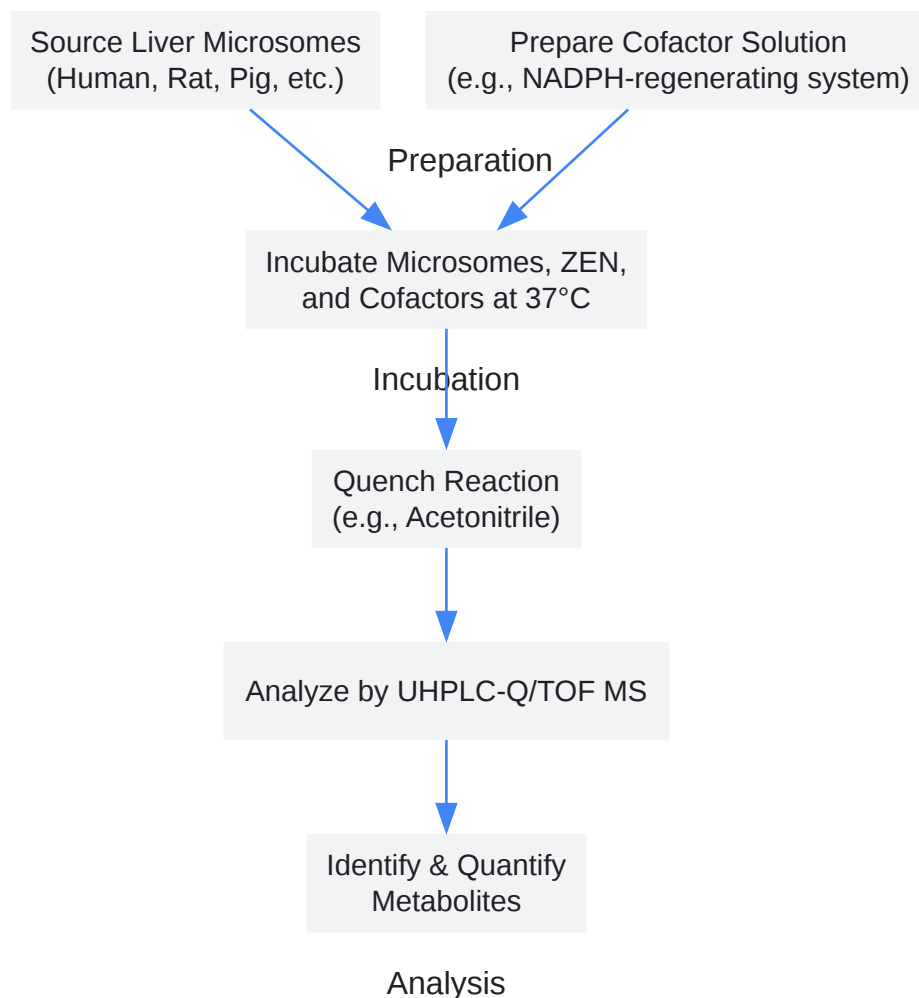 Source Liver Microsomes
(Human, Rat, Pig, etc.)
Prepare Cofactor Solution
(e.g., NADPH-regenerating system)
Preparation
Incubate Microsomes, ZEN,
and Cofactors at 37°C
Incubation
Quench Reaction
(e.g., Acetonitrile)
Analyze by UHPLC-Q/TOF MS
Identify & Quantify
Metabolites
Analysis